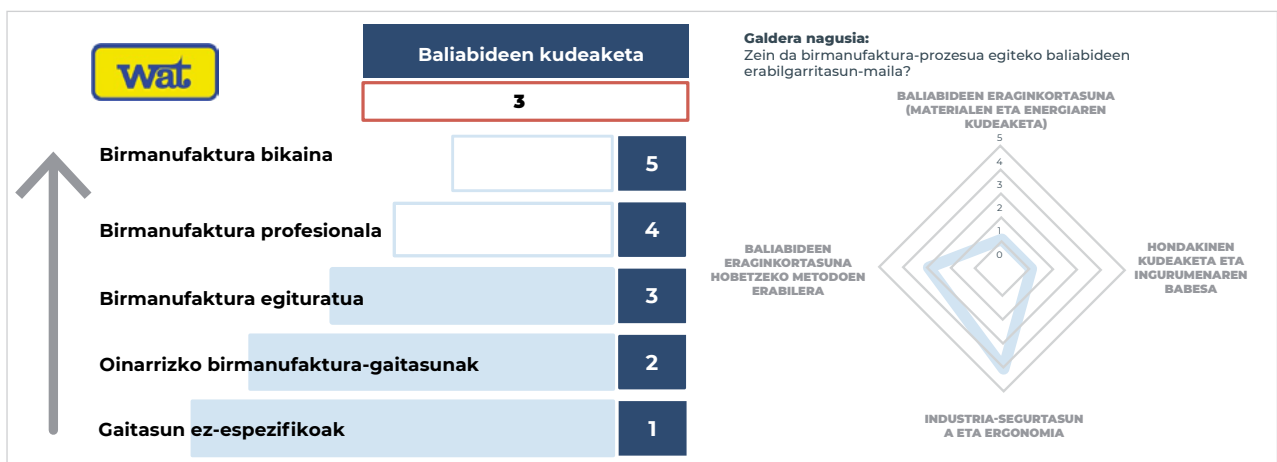 wat
Baliabideen kudeaketa
3
Birmanufaktura bikaina
5
Birmanufaktura profesionala
4
Birmanufaktura egituratua
3
Oinarrizko birmanufaktura-gaitasunak
2
Gaitasun ez-espezifikoak
1
Galdera nagusia:
Zein da birmanufaktura-prozesua egiteko baliabideen
erabilgarritasun-maila?
BALIABIDEEN ERAGINKORTASUNA
(MATERIALEN ETA ENERGIAREN
KUDEAKETA)
5
4
3
2
1
0
BALIABIDEEN
ERAGINKORTASUNA
HOBETZEKO METODOEN
ERABILERA
HONDAKINEN
KUDEAKETA ETA
INGURUMENAREN
BABESA
INDUSTRIA-SEGURTASUN
A ETA ERGONOMIA